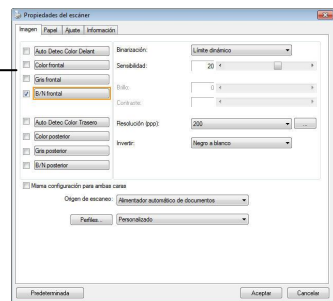 Propiedades del escáner
Imagen Papel Ajuste Información
Auto Detec Color Delant
Color frontal
Gris frontal
B/N frontal
Auto Detec Color Trasero
Color posterior
Gris posterior
B/N posterior
Binarización: Límite dinámico
Sensibilidad: 20
Brillo: 0
Contraste:
Resolución (ppp): 200 ...
Invertir: Negro a blanco
Misma configuración para ambas caras
Origen de escaneo: Alimentador automático de documentos
Perfiles... Personalizado
Predeterminada Aceptar Cancelar